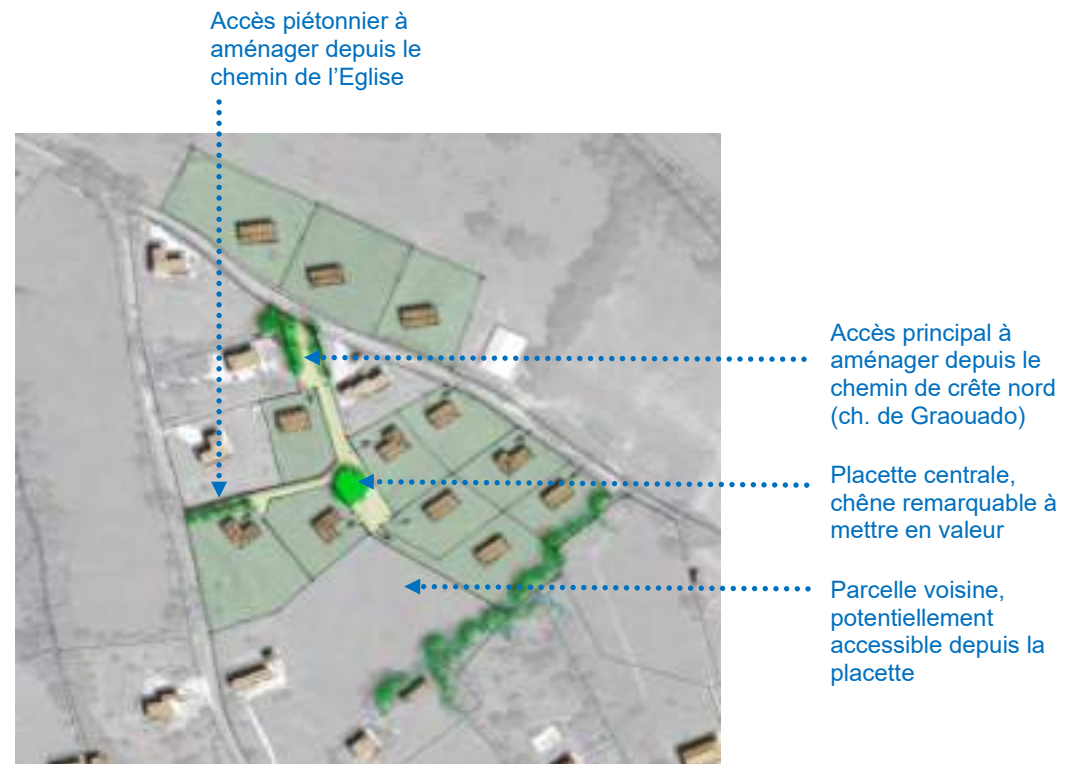 Accès piétonnier à
aménager depuis le
chemin de l’Eglise
Accès principal à
aménager depuis le
chemin de crête nord
(ch. de Graouado)
Placette centrale,
chêne remarquable à
mettre en valeur
Parcelle voisine,
potentiellement
accessible depuis la
placette